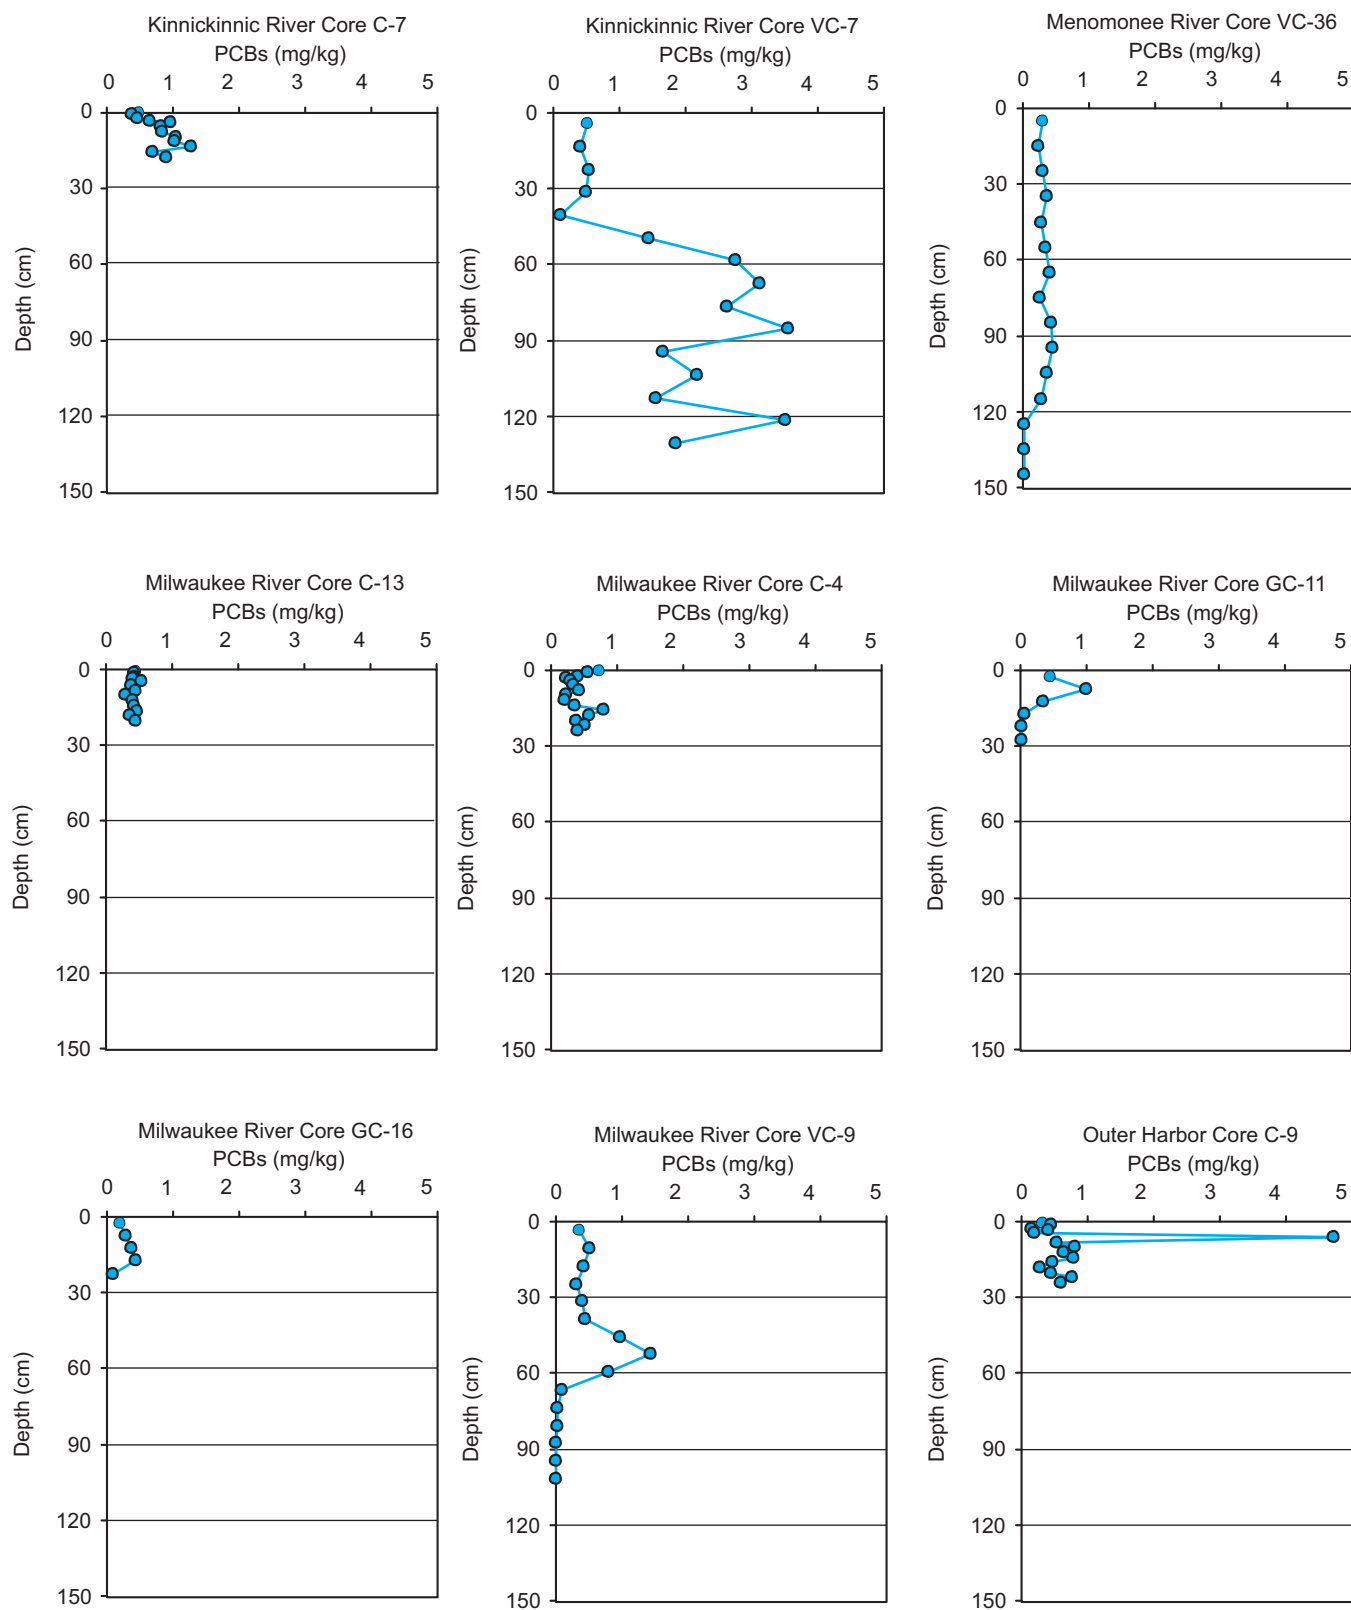 Kinnickinnic River Core C-7
PCBs (mg/kg)
0 1 2 3 4 5
0
30
60
90
120
150
Depth (cm)
Kinnickinnic River Core VC-7
PCBs (mg/kg)
0 1 2 3 4 5
0
30
60
90
120
150
Depth (cm)
Menomonee River Core VC-36
PCBs (mg/kg)
0 1 2 3 4 5
0
30
60
90
120
150
Depth (cm)
Milwaukee River Core C-13
PCBs (mg/kg)
0 1 2 3 4 5
0
30
60
90
120
150
Depth (cm)
Milwaukee River Core C-4
PCBs (mg/kg)
0 1 2 3 4 5
0
30
60
90
120
150
Depth (cm)
Milwaukee River Core GC-11
PCBs (mg/kg)
0 1 2 3 4 5
0
30
60
90
120
150
Depth (cm)
Milwaukee River Core GC-16
PCBs (mg/kg)
0 1 2 3 4 5
0
30
60
90
120
150
Depth (cm)
Milwaukee River Core VC-9
PCBs (mg/kg)
0 1 2 3 4 5
0
30
60
90
120
150
Depth (cm)
Outer Harbor Core C-9
PCBs (mg/kg)
0 1 2 3 4 5
0
30
60
90
120
150
Depth (cm)